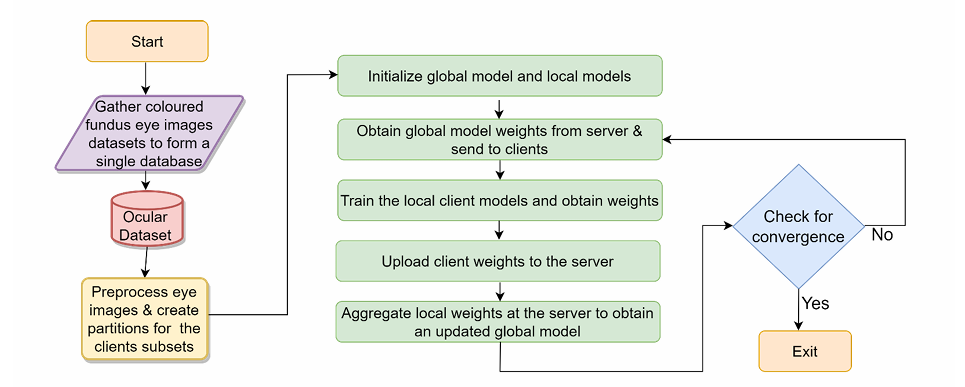 Start
Gather coloured
fundus eye images
datasets to form a
single database
Ocular
Dataset
Preprocess eye
images & create
partitions for the
clients subsets
Initialize global model and local models
Obtain global model weights from server &
send to clients
Train the local client models and obtain weights
Upload client weights to the server
Aggregate local weights at the server to obtain
an updated global model
Check for
convergence
No
Yes
Exit